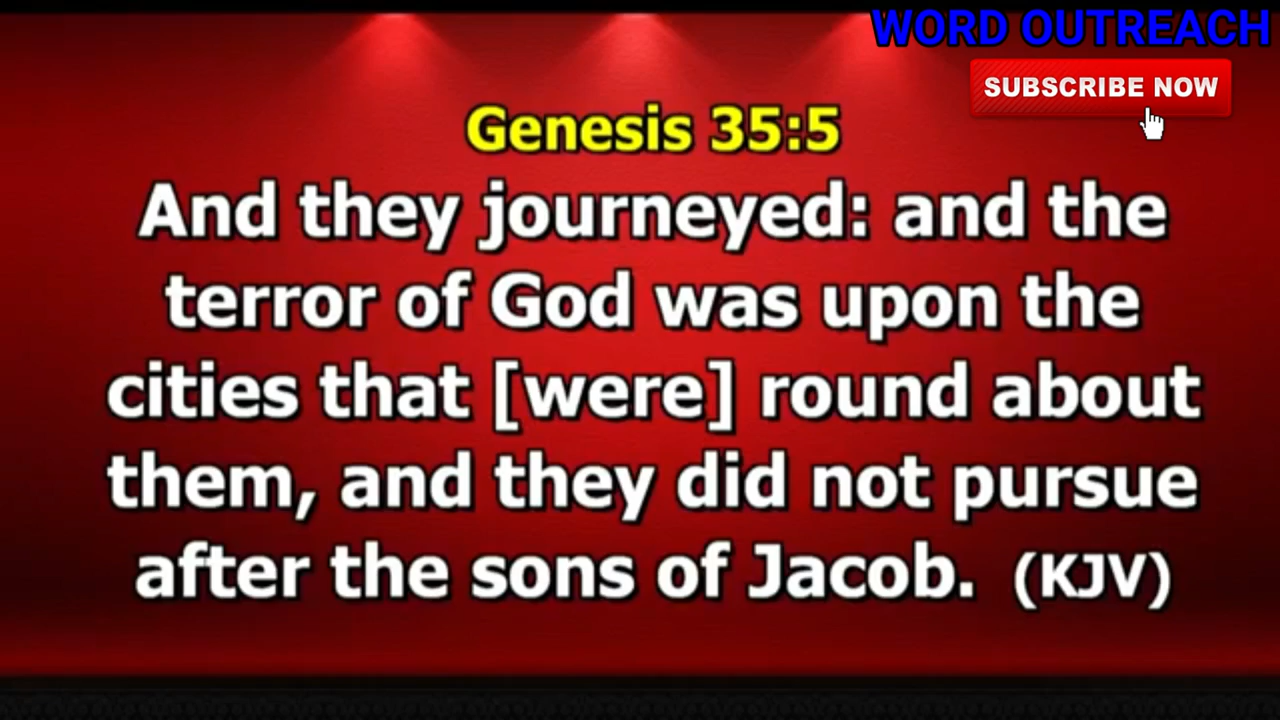 WORD OUTREACH
SUBSCRIBE NOW
Genesis 35:5
And they journeyed: and the
terror of God was upon the
cities that [were] round about
them, and they did not pursue
after the sons of Jacob. (KJV)